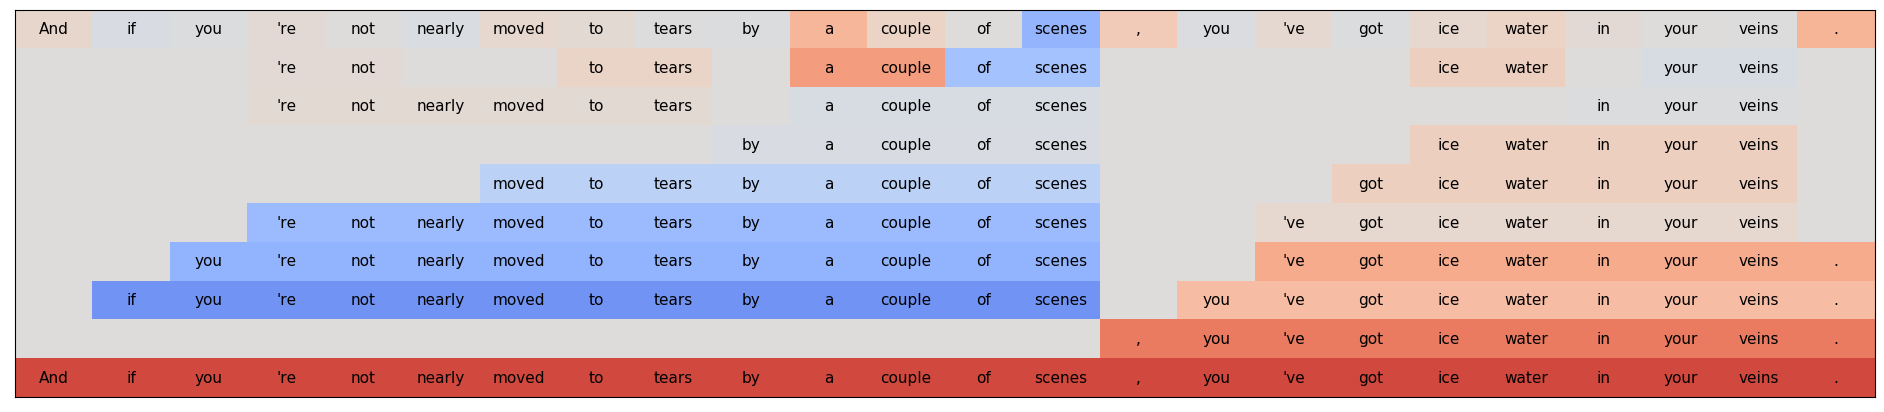 And if you 're not nearly moved to tears by a couple of scenes , you 've got ice water in your veins .
're not to tears a couple of scenes ice water your veins
're not nearly moved to tears a couple of scenes in your veins
by a couple of scenes ice water in your veins
moved to tears by a couple of scenes got ice water in your veins
're not nearly moved to tears by a couple of scenes 've got ice water in your veins
you 're not nearly moved to tears by a couple of scenes 've got ice water in your veins .
if you 're not nearly moved to tears by a couple of scenes you 've got ice water in your veins .
, you 've got ice water in your veins .
And if you 're not nearly moved to tears by a couple of scenes , you 've got ice water in your veins .